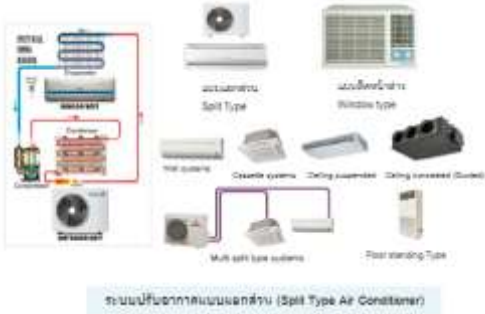 Evaporator
แบบแยกส่วน
Split Type
แบบติดหน้าต่าง
Window type
Condenser
Compressor
Wall systems
Cassette systems
Ceiling suspended
Ceiling concealed (Ducted)
Multi split type systems
Floor standing Type
ระบบปรับอากาศแบบแยกส่วน (Split Type Air Conditioner)